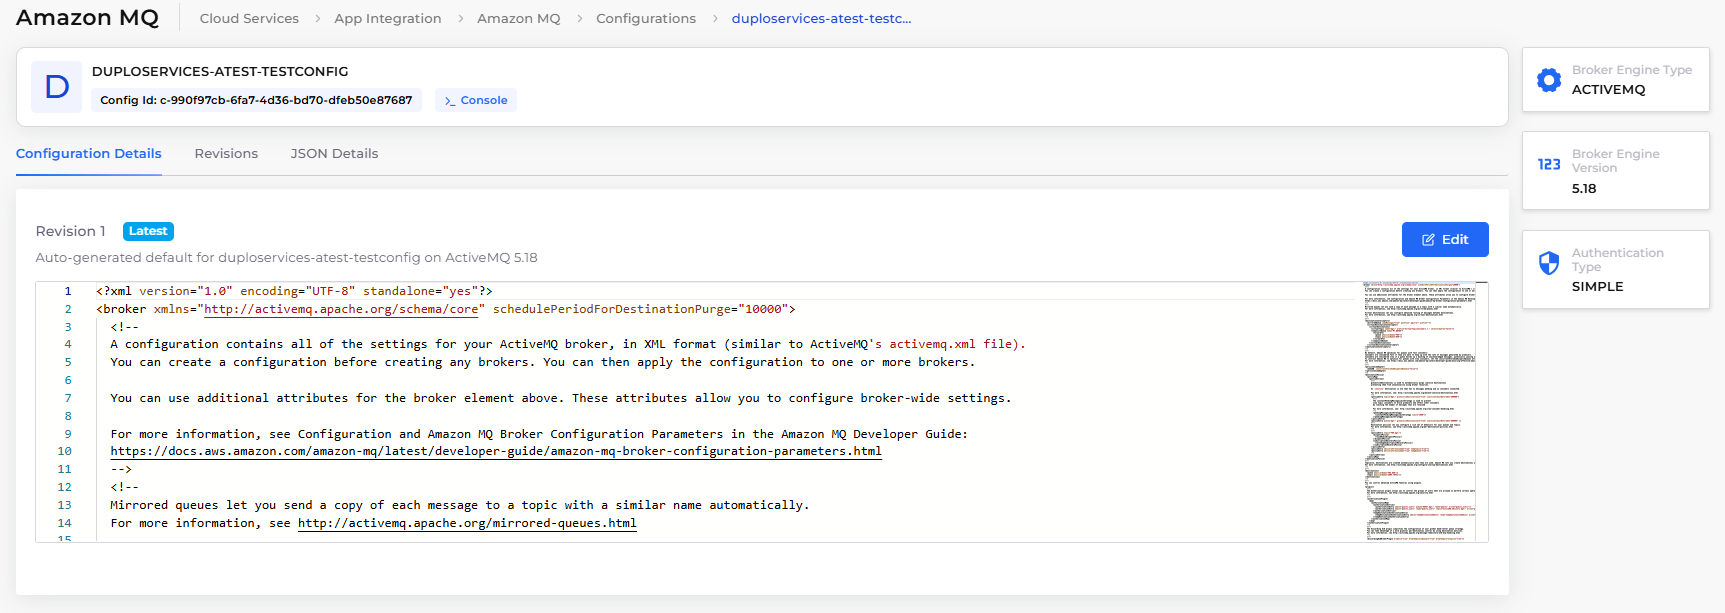 Amazon MQ
Cloud Services > App Integration > Amazon MQ > Configurations > duploservices-atest-testc...
D
DUPLOSERVICES-ATEST-TESTCONFIG
Config Id: c-990f97cb-6fa7-4d36-bd70-dfeb50e87687
>_ Console
Broker Engine Type
ACTIVEMQ
123
Broker Engine
Version
5.18
Authentication
Type
SIMPLE
Configuration Details
Revisions
JSON Details
Revision 1
Latest
Edit
Auto-generated default for duploservices-atest-testconfig on ActiveMQ 5.18
1 <?xml version="1.0" encoding="UTF-8" standalone="yes"?>
2 <broker xmlns="http://activemq.apache.org/schema/core" schedulePeriodForDestinationPurge="10000">
3 <!--
4 A configuration contains all of the settings for your ActiveMQ broker, in XML format (similar to ActiveMQ's activemq.xml file).
5 You can create a configuration before creating any brokers. You can then apply the configuration to one or more brokers.
6
7 You can use additional attributes for the broker element above. These attributes allow you to configure broker-wide settings.
8
9 For more information, see Configuration and Amazon MQ Broker Configuration Parameters in the Amazon MQ Developer Guide:
10 https://docs.aws.amazon.com/amazon-mq/latest/developer-guide/amazon-mq-broker-configuration-parameters.html
11 -->
12 <!--
13 Mirrored queues let you send a copy of each message to a topic with a similar name automatically.
14 For more information, see http://activemq.apache.org/mirrored-queues.html
15